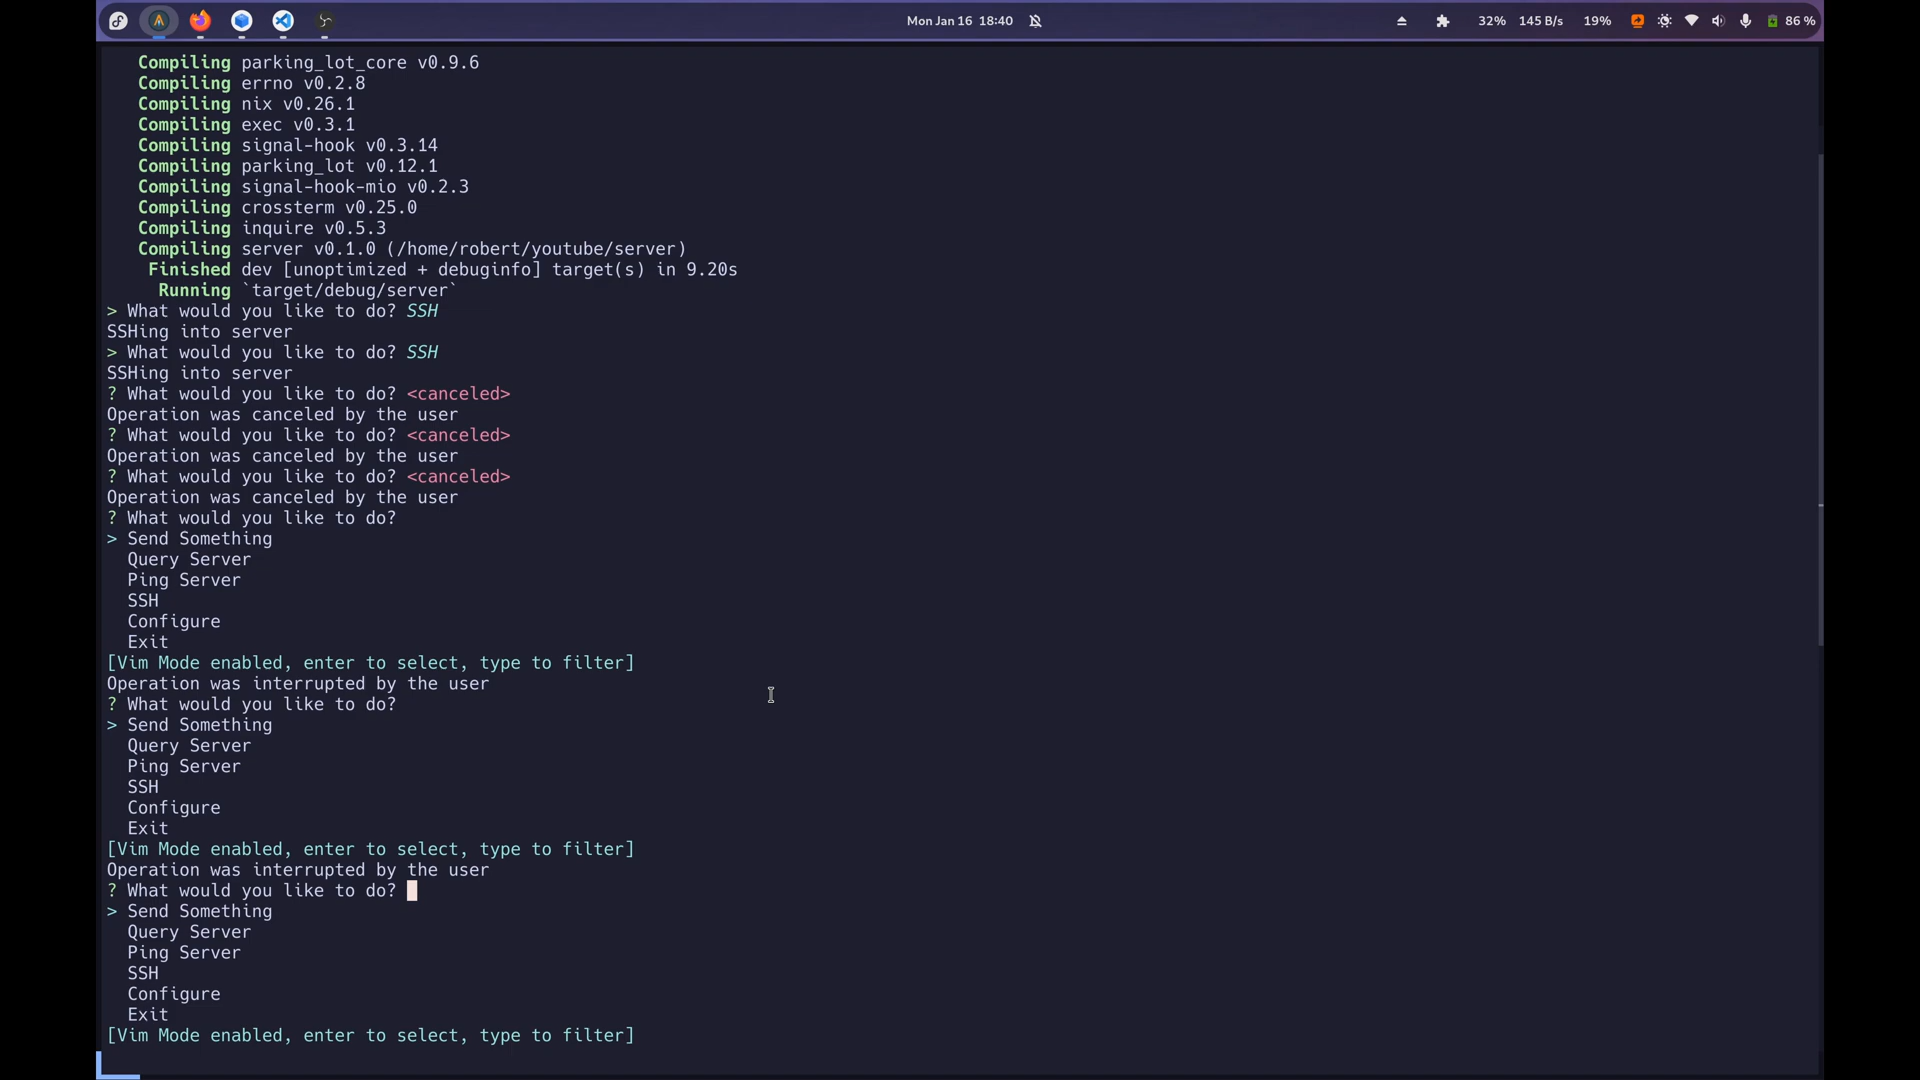 Mon Jan 16 18:40
32% 145 B/s 19% 86 %
Compiling parking_lot_core v0.9.6
Compiling errno v0.2.8
Compiling nix v0.26.1
Compiling exec v0.3.1
Compiling signal-hook v0.3.14
Compiling parking_lot v0.12.1
Compiling signal-hook-mio v0.2.3
Compiling crossterm v0.25.0
Compiling inquire v0.5.3
Compiling server v0.1.0 (/home/robert/youtube/server)
Finished dev [unoptimized + debuginfo] target(s) in 9.20s
Running `target/debug/server`
> What would you like to do? SSH
SSHing into server
> What would you like to do? SSH
SSHing into server
? What would you like to do? <canceled>
Operation was canceled by the user
? What would you like to do? <canceled>
Operation was canceled by the user
? What would you like to do? <canceled>
Operation was canceled by the user
? What would you like to do?
> Send Something
Query Server
Ping Server
SSH
Configure
Exit
[Vim Mode enabled, enter to select, type to filter]
Operation was interrupted by the user
? What would you like to do?
> Send Something
Query Server
Ping Server
SSH
Configure
Exit
[Vim Mode enabled, enter to select, type to filter]
Operation was interrupted by the user
? What would you like to do?
> Send Something
Query Server
Ping Server
SSH
Configure
Exit
[Vim Mode enabled, enter to select, type to filter]